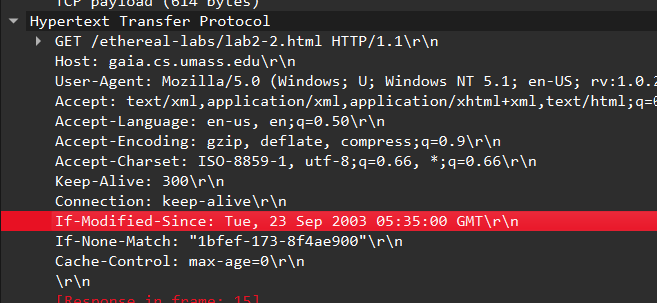 TCP payload (614 bytes)
Hypertext Transfer Protocol
GET /ethereal-labs/lab2-2.html HTTP/1.1\r\n
Host: gaia.cs.umass.edu\r\n
User-Agent: Mozilla/5.0 (Windows; U; Windows NT 5.1; en-US; rv:1.0.2
Accept: text/xml,application/xml,application/xhtml+xml,text/html;q=0
Accept-Language: en-us, en;q=0.50\r\n
Accept-Encoding: gzip, deflate, compress;q=0.9\r\n
Accept-Charset: ISO-8859-1, utf-8;q=0.66, *;q=0.66\r\n
Keep-Alive: 300\r\n
Connection: keep-alive\r\n
If-Modified-Since: Tue, 23 Sep 2003 05:35:00 GMT\r\n
If-None-Match: "1bfef-173-8f4ae900"\r\n
Cache-Control: max-age=0\r\n
\r\n
[Response in frame: 15]